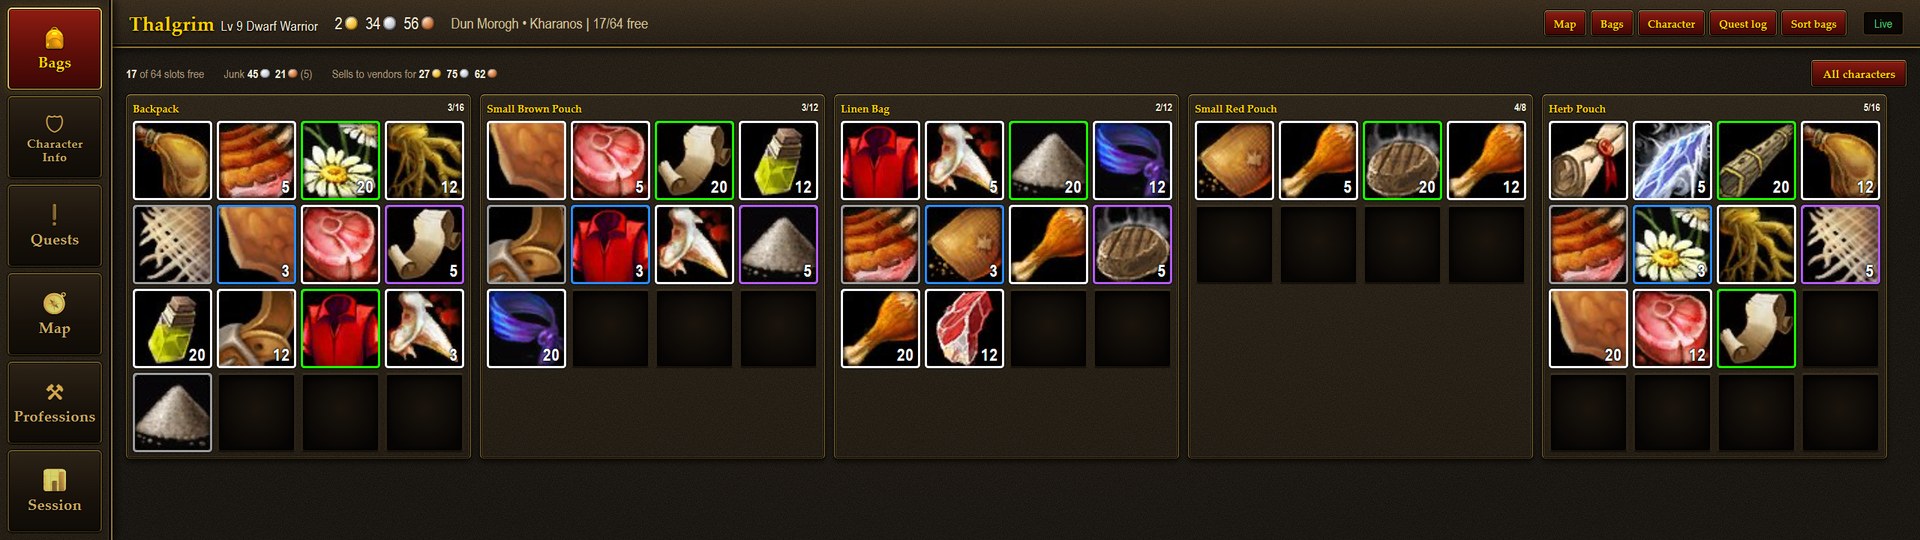 Bags
Character
Info
Quests
Map
Professions
Session
Thalgrim Lv 9 Dwarf Warrior 2 34 56 Dun Morogh • Kharanos | 17/64 free
Map Bags Character Quest log Sort bags Live
17 of 64 slots free Junk 45 21 (5) Sells to vendors for 27 75 62
All characters
Backpack 3/16
5 20 12
3 5
20 12 3
Small Brown Pouch 3/12
5 20 12
3 5
20
Linen Bag 2/12
5 20 12
3 5
20 12
Small Red Pouch 4/8
5 20 12
Herb Pouch 5/16
5 20 12
3 5
20 12